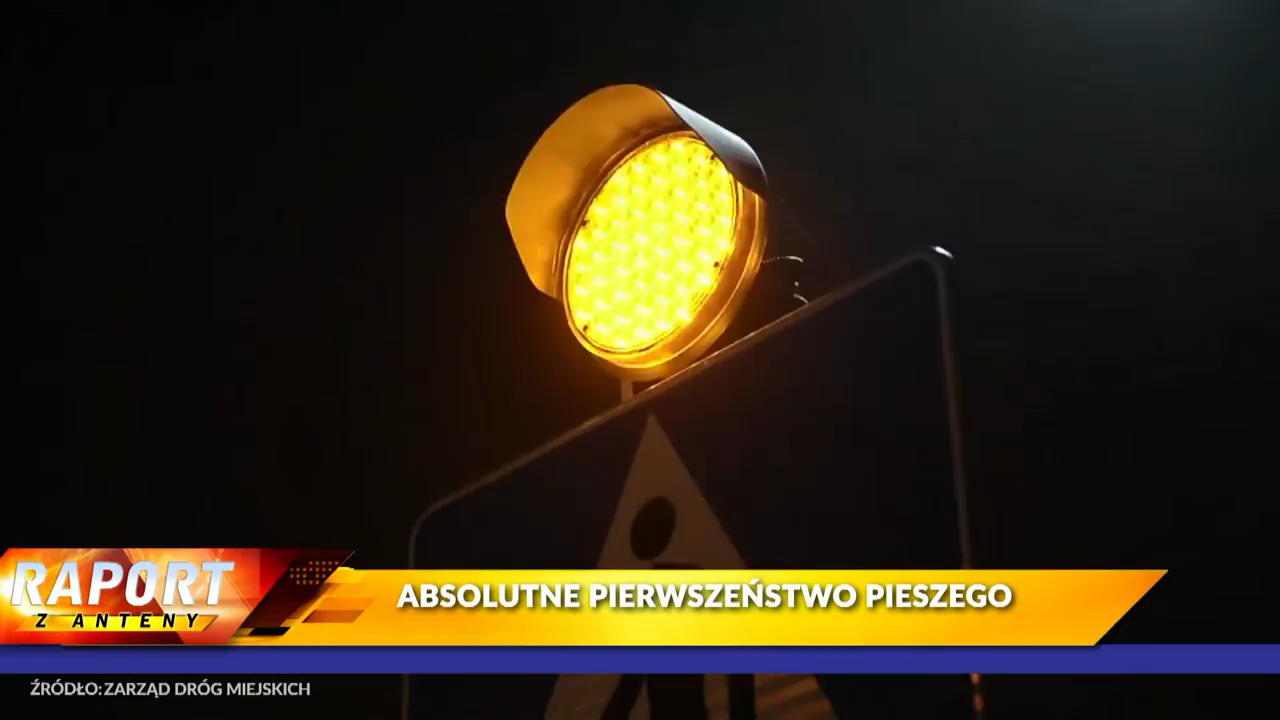 RAPORT
Z ANTENY
ABSOLUTNE PIERWSZEŃSTWO PIESZEGO
ŹRÓDŁO: ZARZĄD DRÓG MIEJSKICH